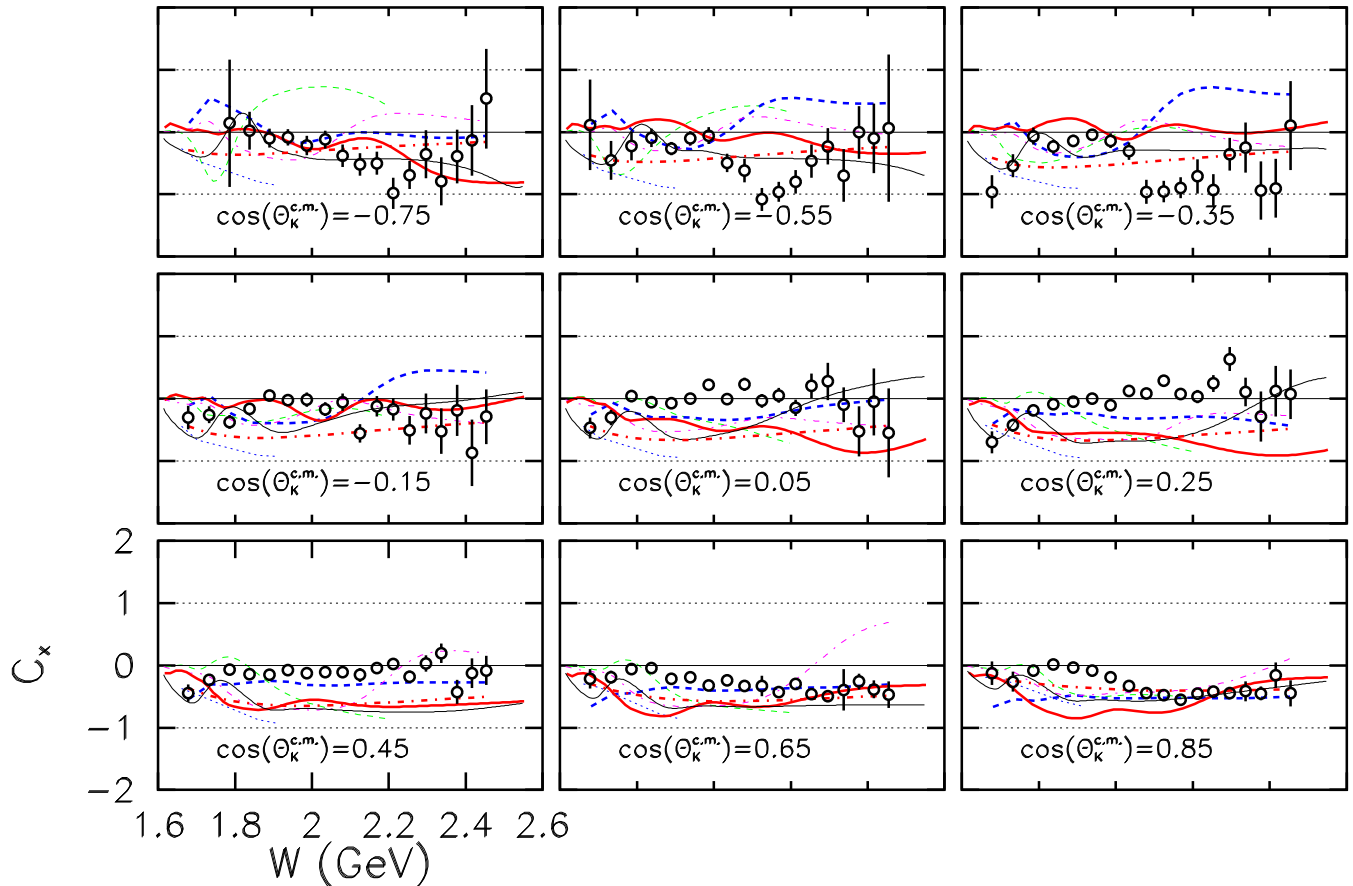 cos(Θ_K^{c.m.})=−0.75
cos(Θ_K^{c.m.})=−0.55
cos(Θ_K^{c.m.})=−0.35
cos(Θ_K^{c.m.})=−0.15
cos(Θ_K^{c.m.})=0.05
cos(Θ_K^{c.m.})=0.25
2
1
0
−1
−2
C_x
cos(Θ_K^{c.m.})=0.45
cos(Θ_K^{c.m.})=0.65
cos(Θ_K^{c.m.})=0.85
1.6 1.8 2 2.2 2.4 2.6
W (GeV)